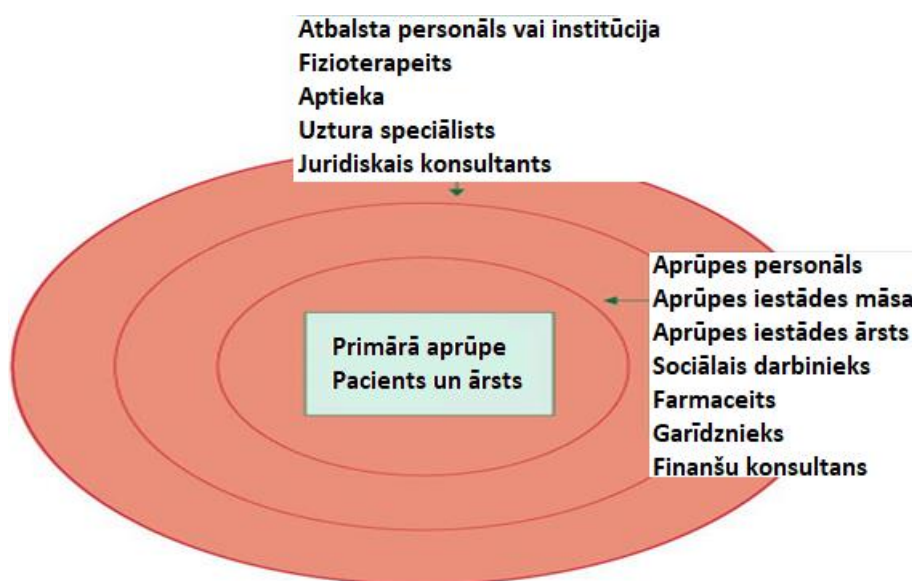 Atbalsta personāls vai institūcija
Fizioterapeits
Aptieka
Uztura speciālists
Juridiskais konsultants
Aprūpes personāls
Aprūpes iestādes māsa
Aprūpes iestādes ārsts
Sociālais darbinieks
Farmaceits
Garīdznieks
Finanšu konsultans
Primārā aprūpe
Pacients un ārsts